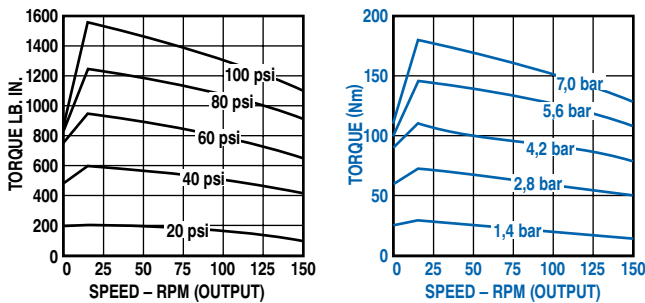 TORQUE LB. IN.
1600
1400
1200
1000
800
600
400
200
0
100 psi
80 psi
60 psi
40 psi
20 psi
0 25 50 75 100 125 150
SPEED – RPM (OUTPUT)
TORQUE (Nm)
200
150
100
50
0
7,0 bar
5,6 bar
4,2 bar
2,8 bar
1,4 bar
0 25 50 75 100 125 150
SPEED – RPM (OUTPUT)